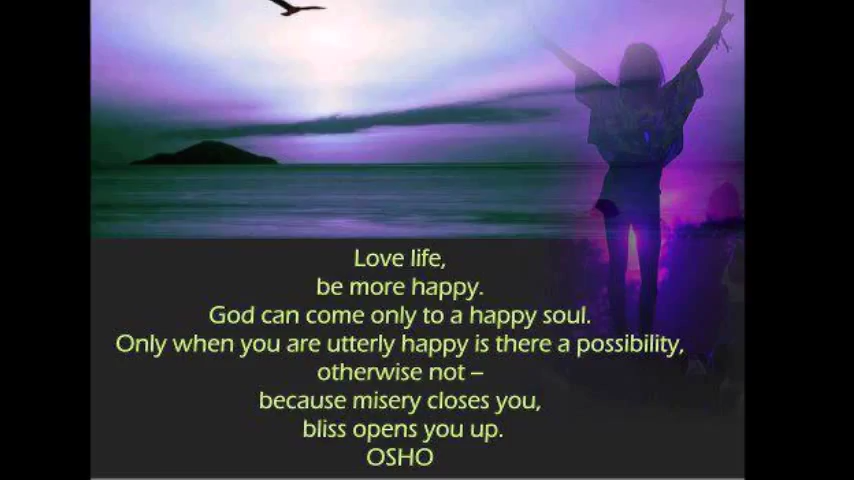 Love life,
be more happy.
God can come only to a happy soul.
Only when you are utterly happy is there a possibility,
otherwise not –
because misery closes you,
bliss opens you up.
OSHO